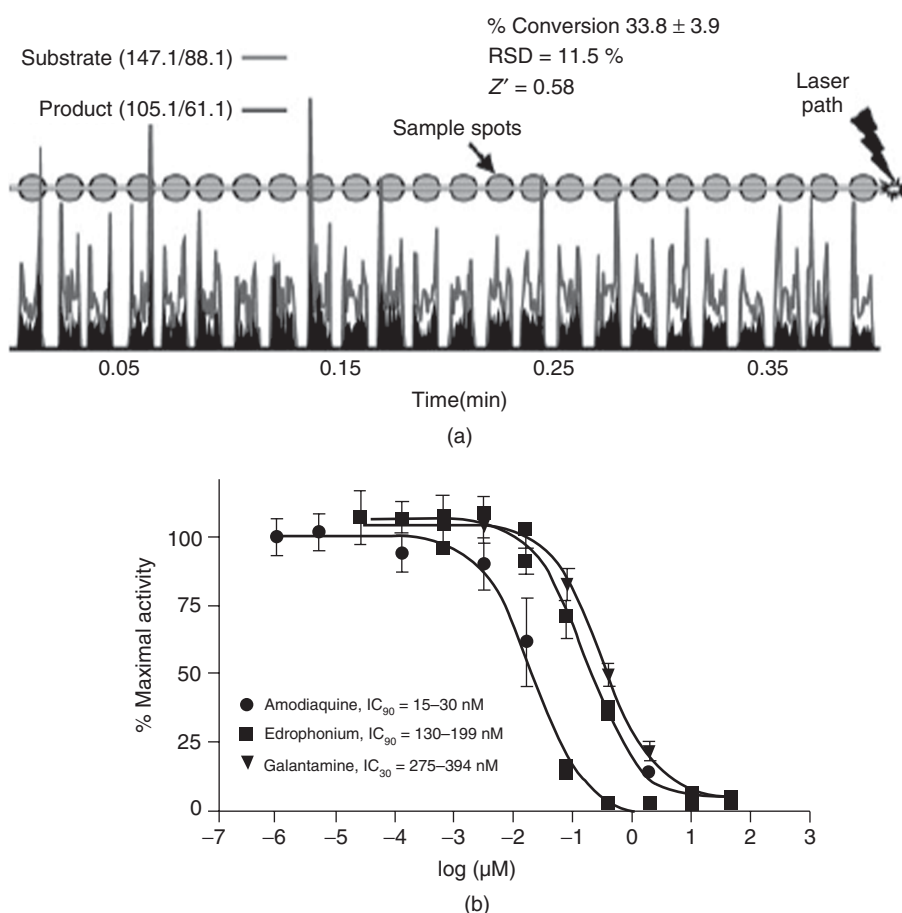 % Conversion 33.8 ± 3.9
RSD = 11.5 %
Z′ = 0.58
Substrate (147.1/88.1)
Product (105.1/61.1)
Sample spots
Laser
path
0.05 0.15 0.25 0.35
Time(min)
(a)
% Maximal activity
100
75
50
25
0
Amodiaquine, IC90 = 15–30 nM
Edrophonium, IC90 = 130–199 nM
Galantamine, IC30 = 275–394 nM
–7 –6 –5 –4 –3 –2 –1 0 1 2 3
log (μM)
(b)